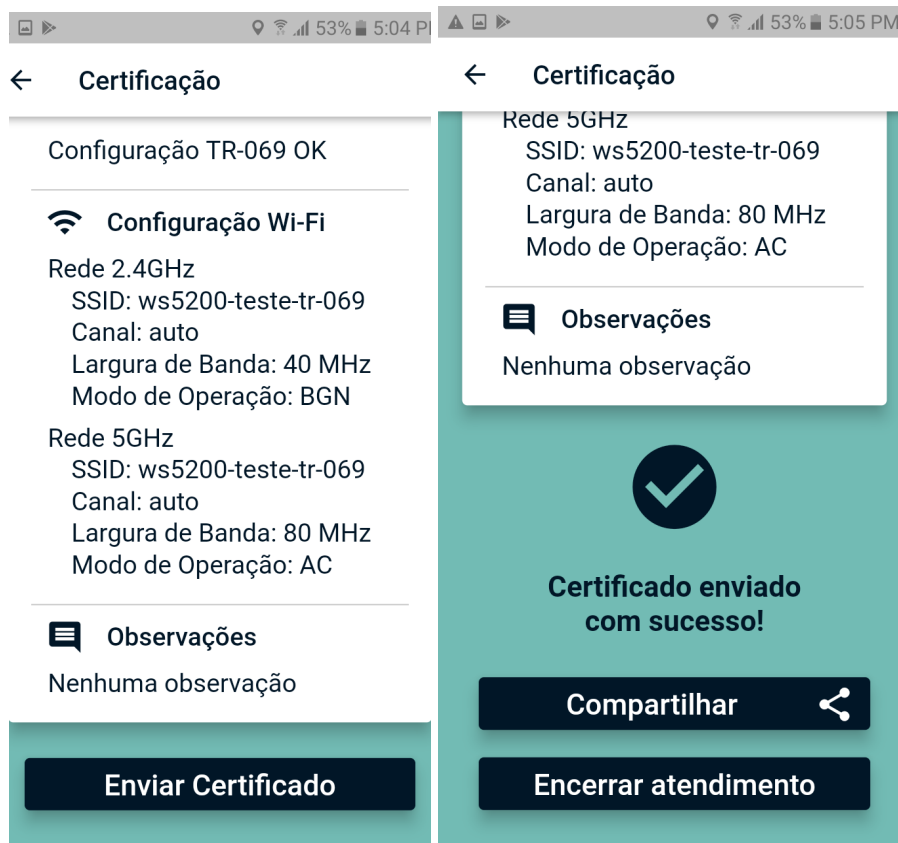 53% 5:04 P
Certificação
Configuração TR-069 OK
Configuração Wi-Fi
Rede 2.4GHz
SSID: ws5200-teste-tr-069
Canal: auto
Largura de Banda: 40 MHz
Modo de Operação: BGN
Rede 5GHz
SSID: ws5200-teste-tr-069
Canal: auto
Largura de Banda: 80 MHz
Modo de Operação: AC
Observações
Nenhuma observação
Enviar Certificado
53% 5:05 PM
Certificação
Rede 5GHz
SSID: ws5200-teste-tr-069
Canal: auto
Largura de Banda: 80 MHz
Modo de Operação: AC
Observações
Nenhuma observação
Certificado enviado
com sucesso!
Compartilhar
Encerrar atendimento